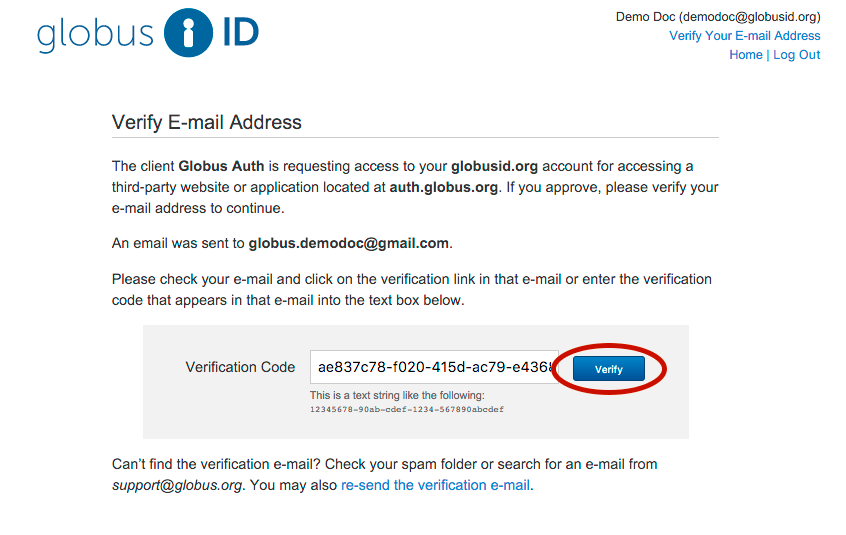 globus ID
Demo Doc (demodoc@globusid.org)
Verify Your E-mail Address
Home | Log Out
Verify E-mail Address
The client Globus Auth is requesting access to your globusid.org account for accessing a
third-party website or application located at auth.globus.org. If you approve, please verify your
e-mail address to continue.
An email was sent to globus.demodoc@gmail.com.
Please check your e-mail and click on the verification link in that e-mail or enter the verification
code that appears in that e-mail into the text box below.
Verification Code ae837c78-f020-415d-ac79-e4368 Verify
This is a text string like the following:
12345678-90ab-cdef-1234-567890abcdef
Can't find the verification e-mail? Check your spam folder or search for an e-mail from
support@globus.org. You may also re-send the verification e-mail.